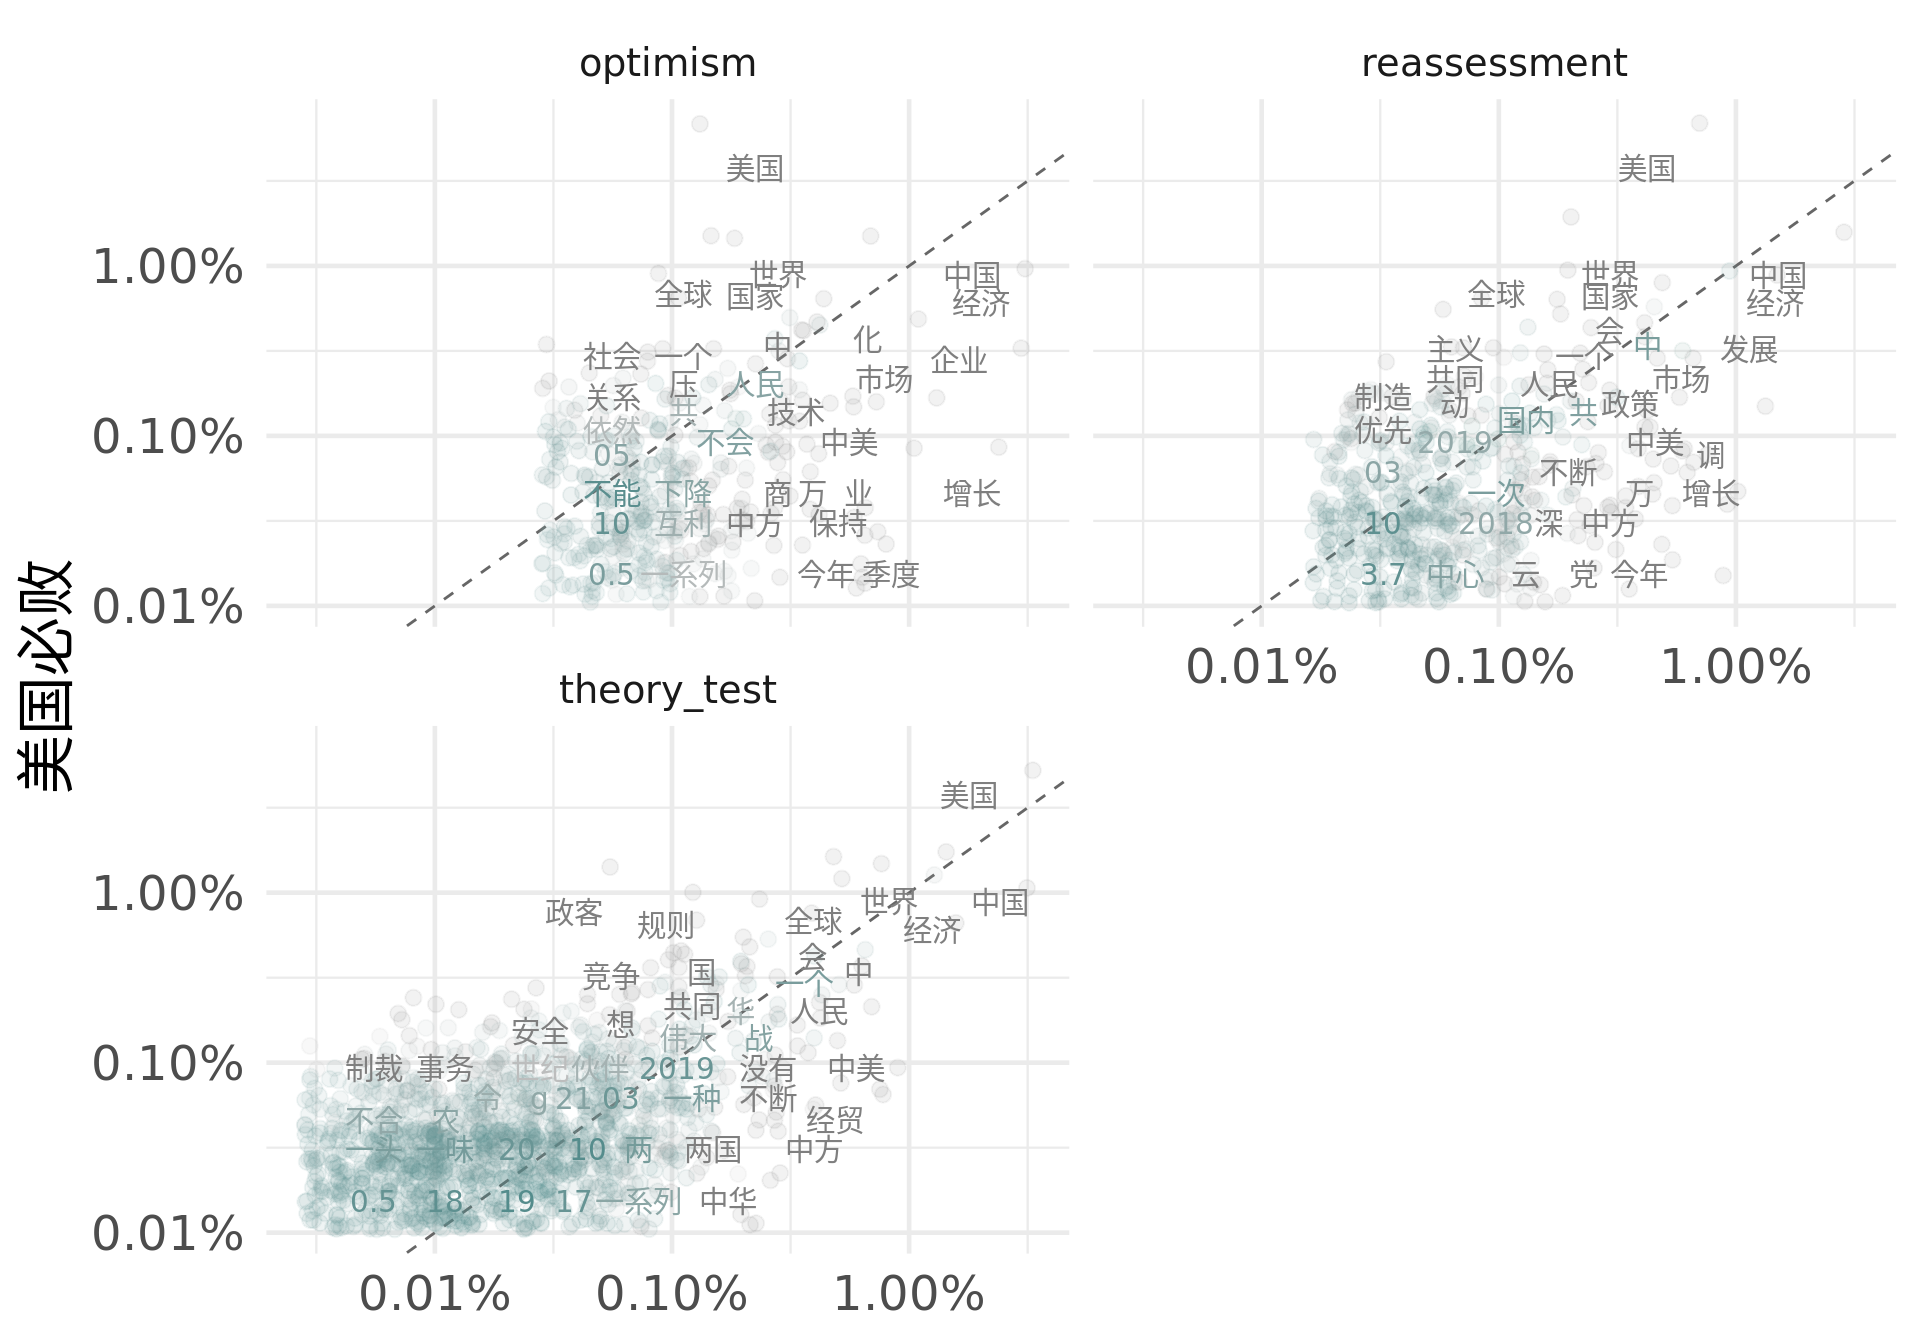 optimism
美国
世界
中国
全球 国家
经济
化
中
社会 一个
企业
压 人民
市场
关系
共
技术
依然
不会
中美
05
不能 下降 商 万 业 增长
10 互利 中方 保持
0.5 一系列 今年 季度
1.00%
0.10%
0.01%
reassessment
美国
世界
中国
全球 国家
经济
会
中
主义 一个
发展
共同 人民
市场
制造 动 国内 共 政策
优先 2019 中美
调
03 不断
一次 万 增长
10 2018 深 中方
3.7 中心 云 党 今年
0.01% 0.10% 1.00%
美国必败
theory_test
美国
世界 中国
政客 规则 全球
经济
会
竞争 国 一个 中
共同 华 人民
安全 想 伟大 战
制裁 事务 世纪 伙伴 2019 没有 中美
令 g 21 03 一种 不断
不合 农 经贸
一头 一味 20 10 两 两国 中方
0.5 18 19 17 一系列 中华
1.00%
0.10%
0.01%
0.01% 0.10% 1.00%